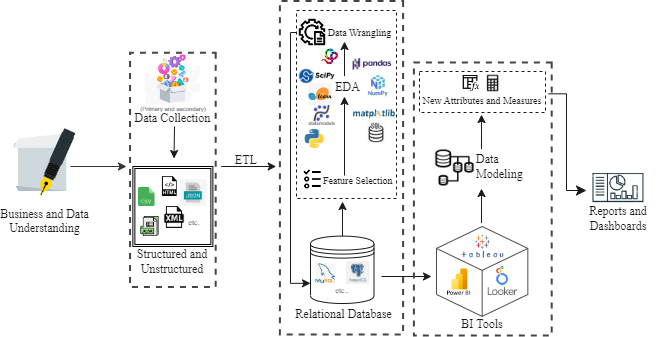 Business and Data
Understanding
(Primary and secondary)
Data Collection
CSV
HTML
JSON
XML
etc..
Structured and
Unstructured
ETL
Data Wrangling
pandas
SciPy
EDA
NumPy
statsmodels
matplotlib
Feature Selection
MySQL
etc..
Relational Database
fx
New Attributes and Measures
Data
Modeling
+ableau
Power BI
Looker
BI Tools
Reports and
Dashboards